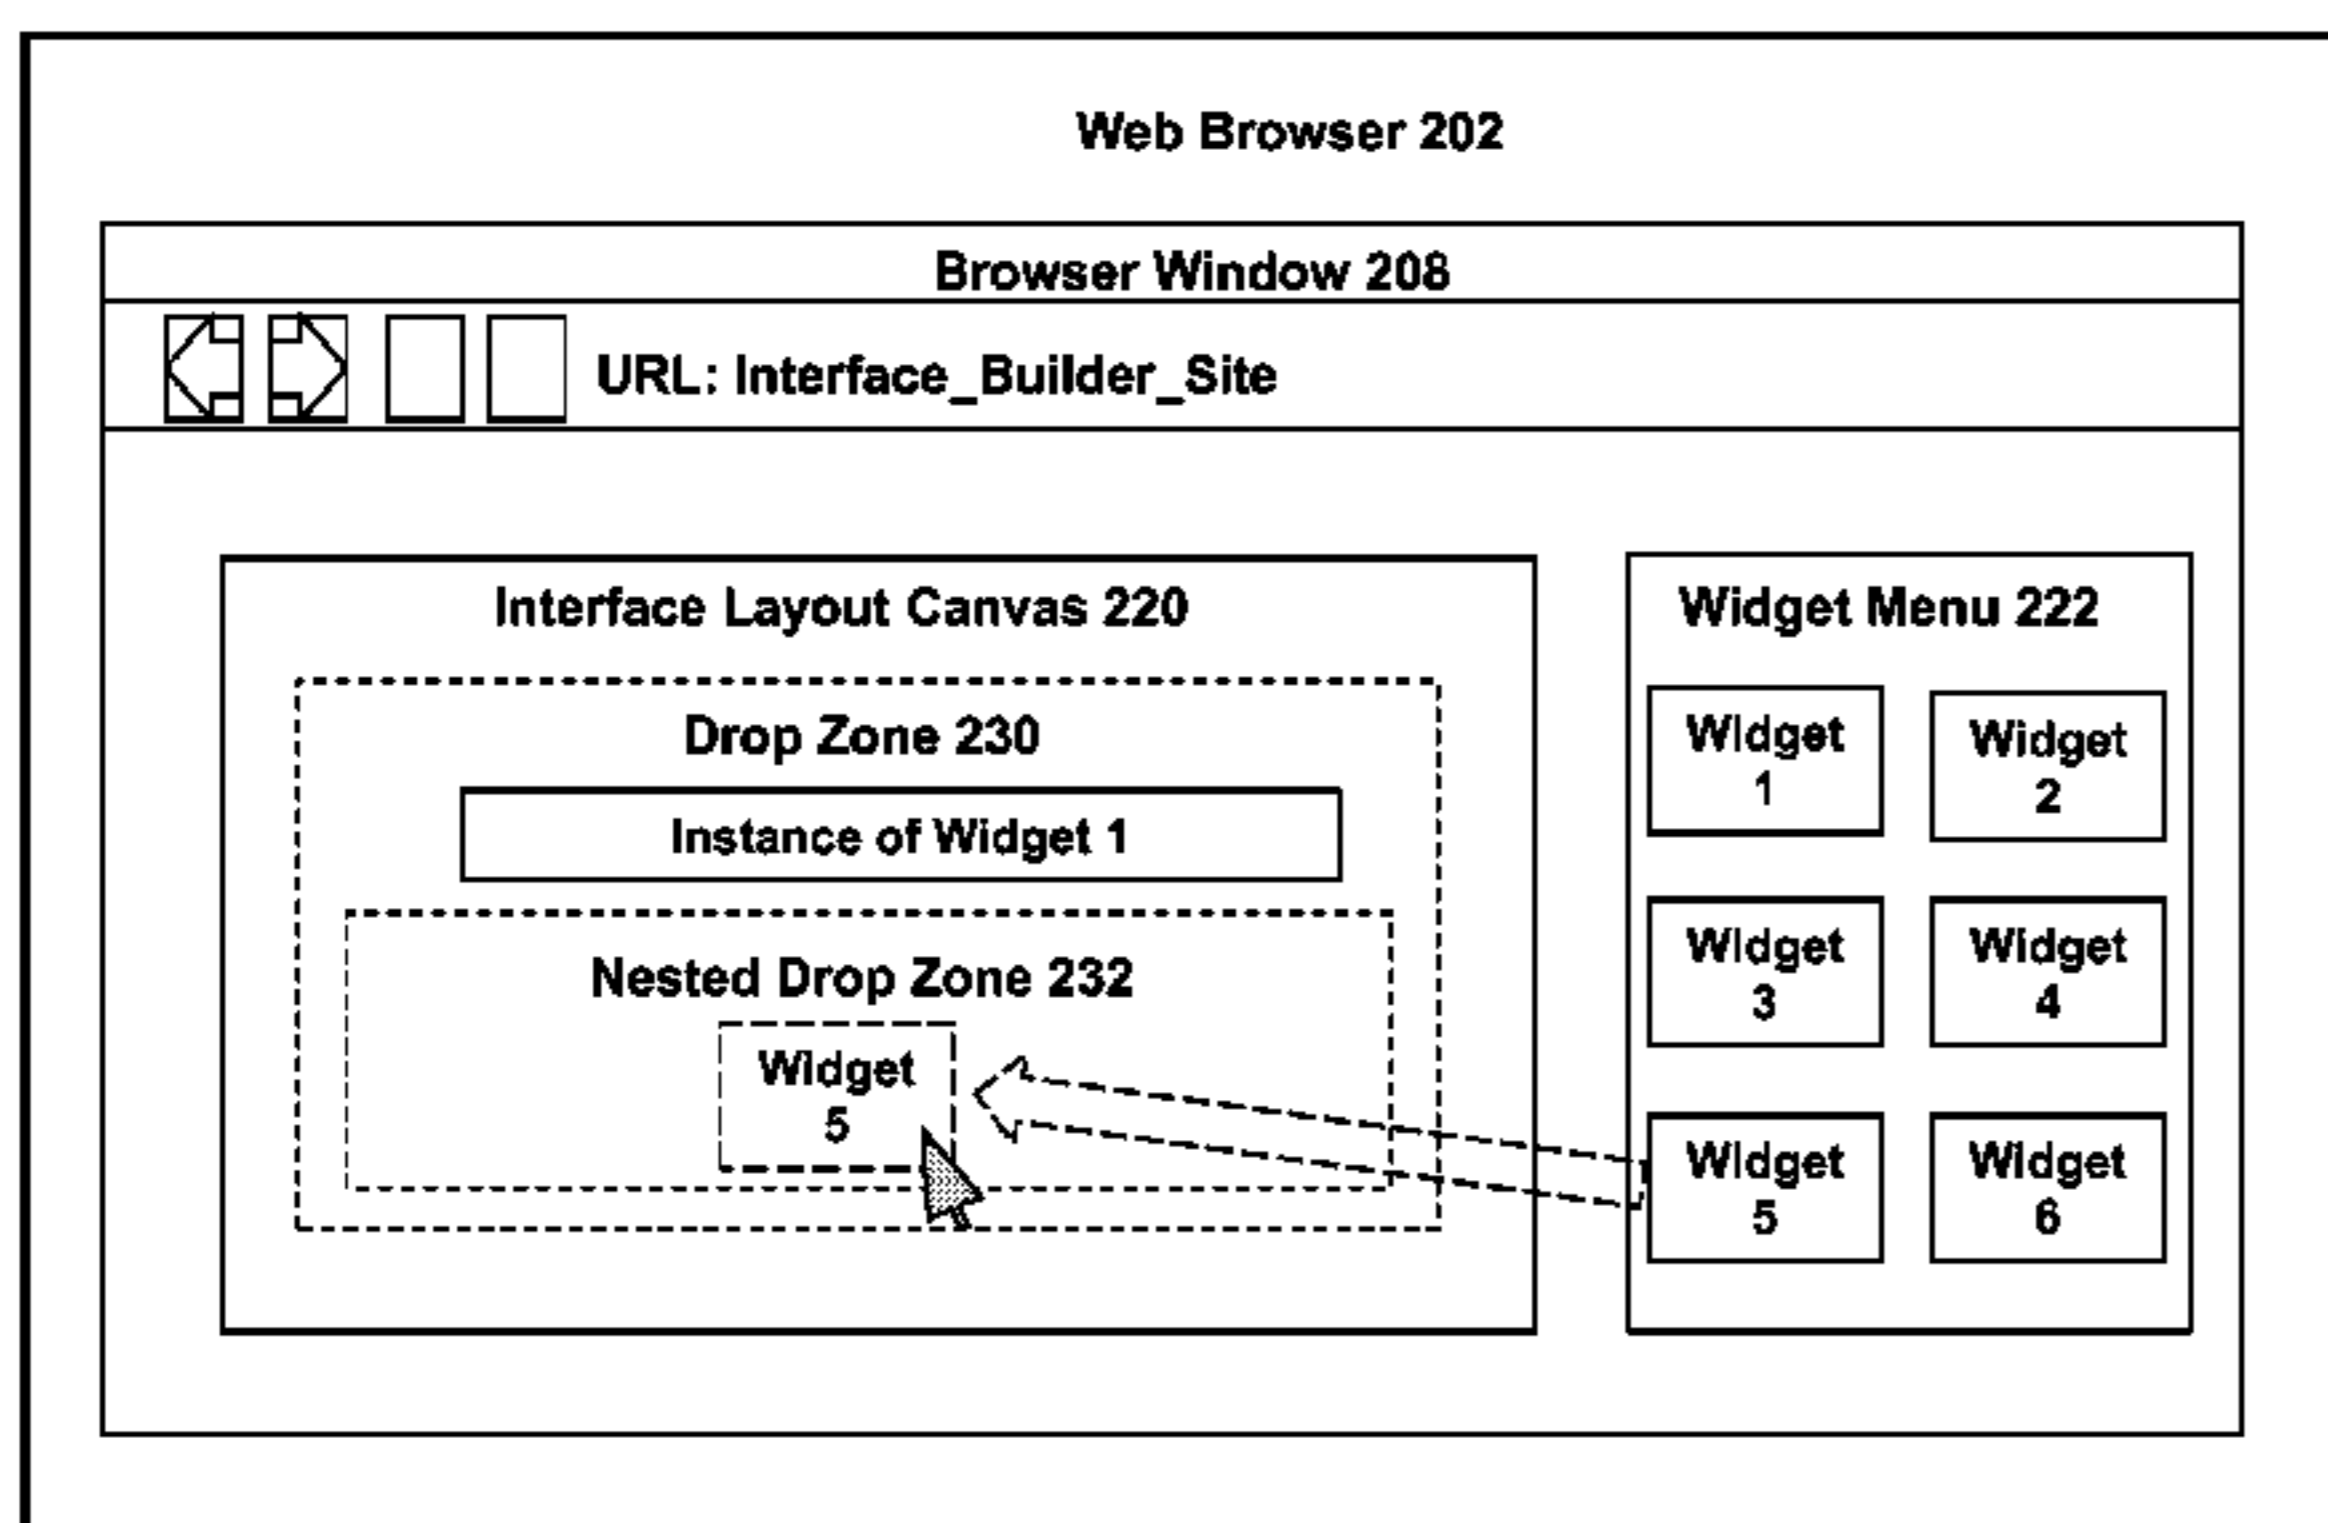 Web Browser 202
Browser Window 208
URL: Interface_Builder_Site
Interface Layout Canvas 220
Drop Zone 230
Instance of Widget 1
Nested Drop Zone 232
Widget
5
Widget Menu 222
Widget
1
Widget
2
Widget
3
Widget
4
Widget
5
Widget
6